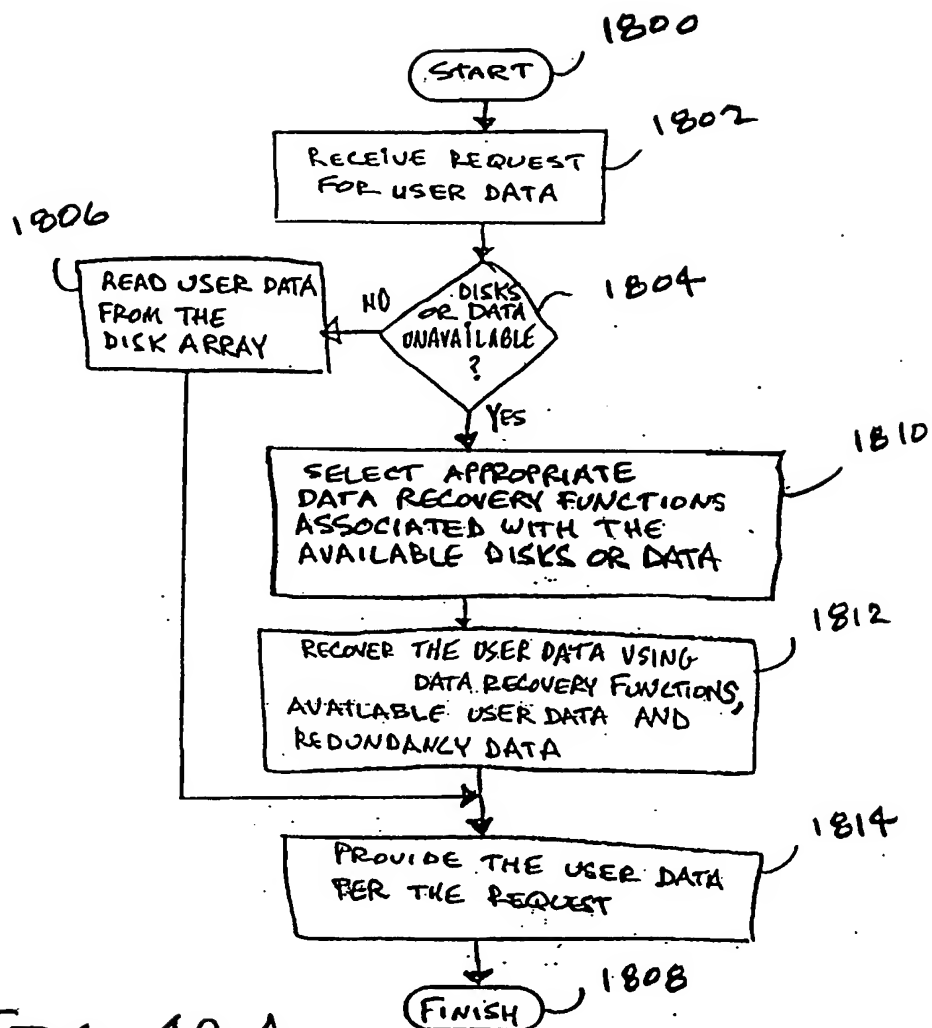 1800
START
1802
RECEIVE REQUEST
FOR USER DATA
1806
READ USER DATA
FROM THE
DISK ARRAY
NO
DISKS
OR DATA
UNAVAILABLE
?
1804
YES
1810
SELECT APPROPRIATE
DATA RECOVERY FUNCTIONS
ASSOCIATED WITH THE
AVAILABLE DISKS OR DATA
1812
RECOVER THE USER DATA USING
DATA RECOVERY FUNCTIONS,
AVAILABLE USER DATA AND
REDUNDANCY DATA
1814
PROVIDE THE USER DATA
PER THE REQUEST
1808
FINISH